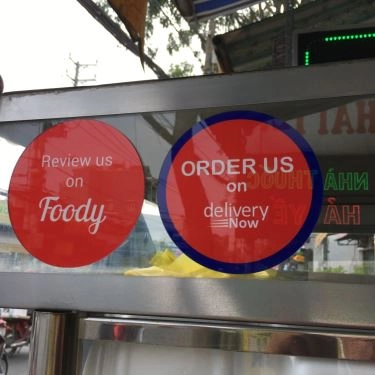 Review us
on
Foody
ORDER US
on
delivery
Now